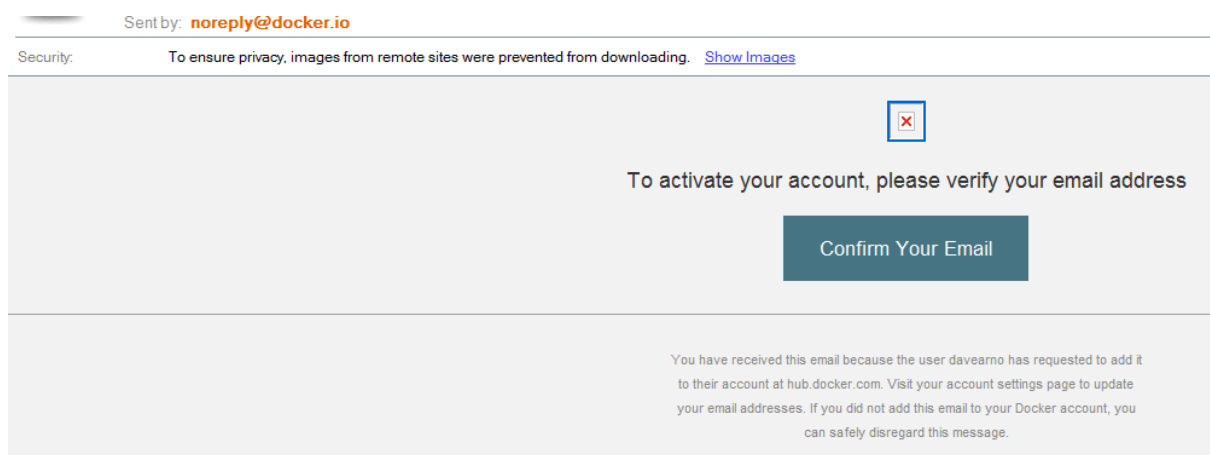 Sent by: noreply@docker.io
Security: To ensure privacy, images from remote sites were prevented from downloading. Show Images
To activate your account, please verify your email address
Confirm Your Email
You have received this email because the user davearno has requested to add it
to their account at hub.docker.com. Visit your account settings page to update
your email addresses. If you did not add this email to your Docker account, you
can safely disregard this message.